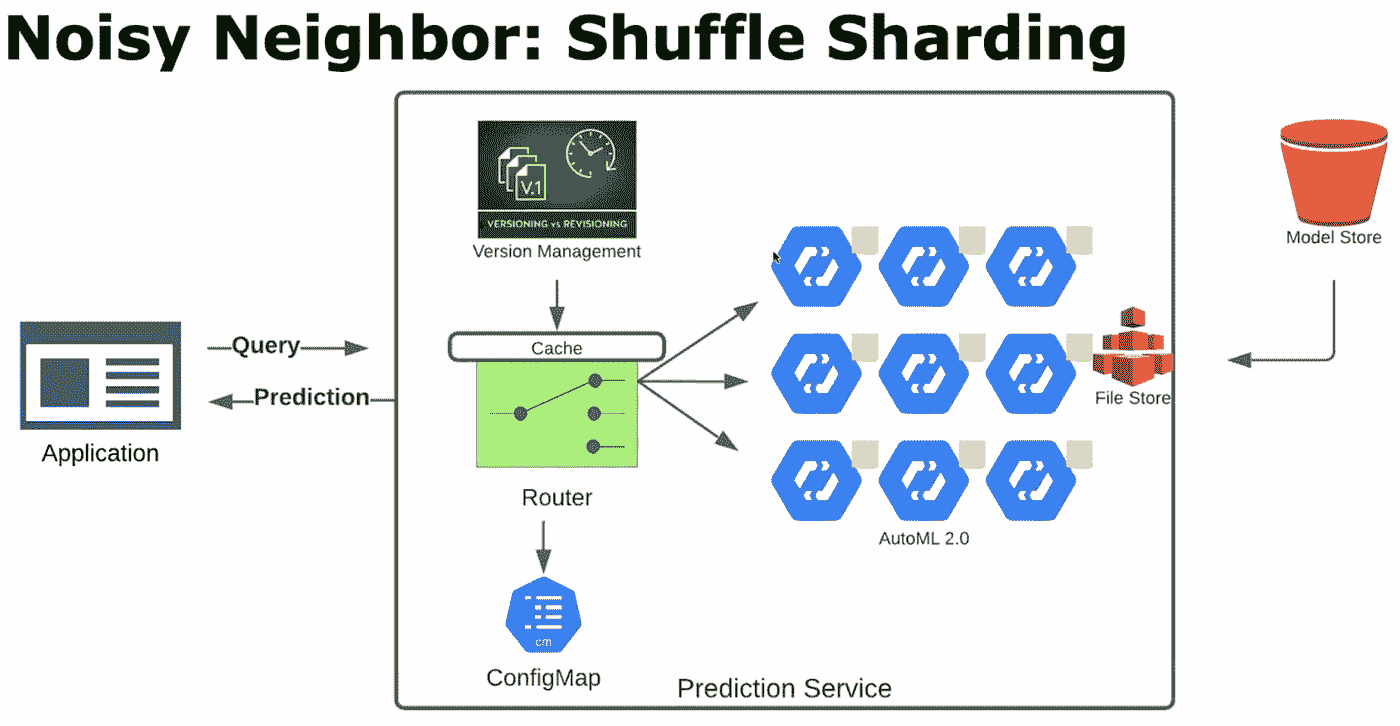 Noisy Neighbor: Shuffle Sharding
V.1
VERSIONING vs REVISIONING
Version Management
Model Store
Cache
Query
Prediction
File Store
Application
Router
AutoML 2.0
cm
ConfigMap
Prediction Service